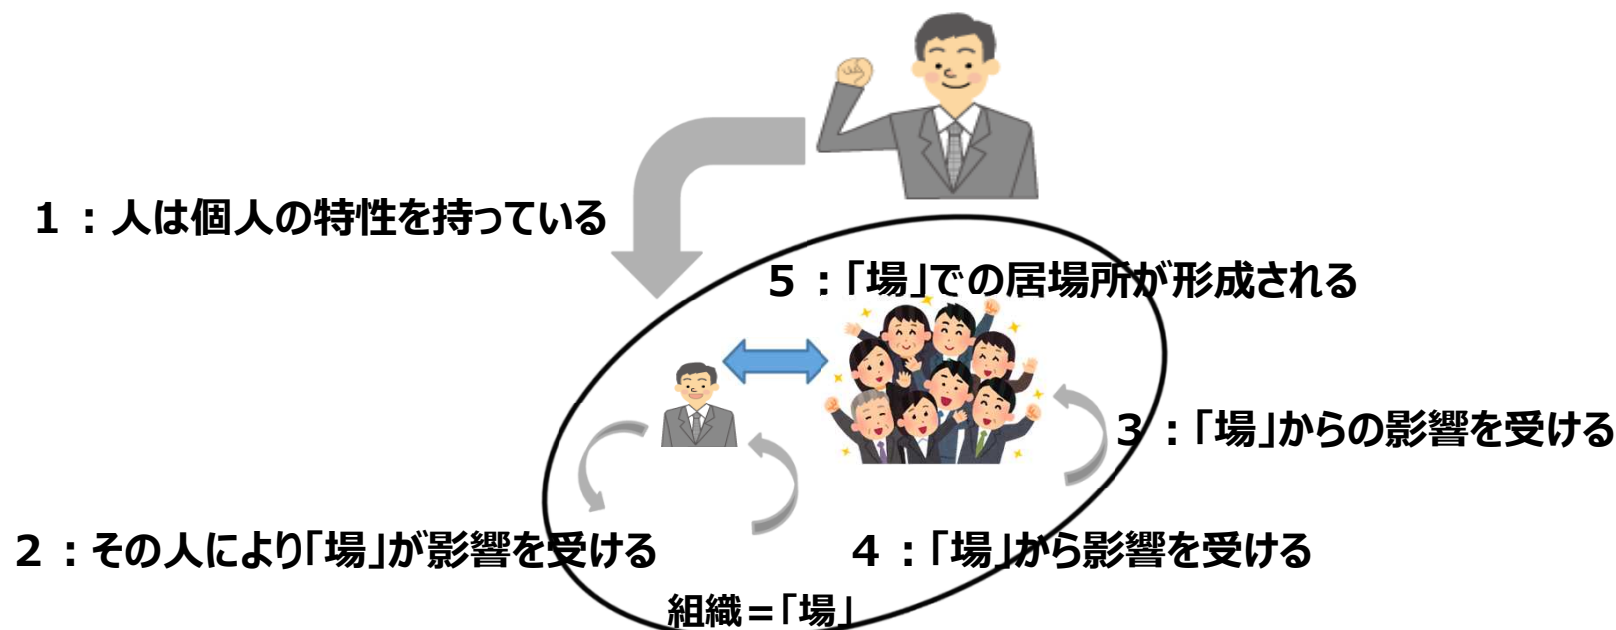 1：人は個人の特性を持っている
5：「場」での居場所が形成される
3：「場」からの影響を受ける
2：その人により「場」が影響を受ける
4：「場」から影響を受ける
組織=「場」